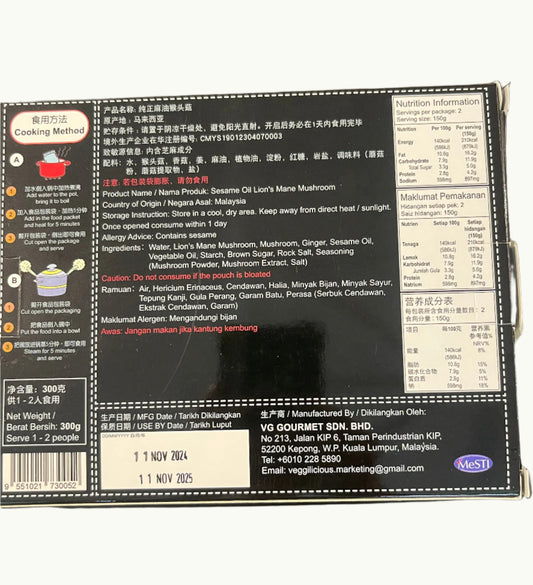 食用方法
Cooking Method
A
1 加水倒入锅中加热煮沸
Add water to the pot,
bring it to boil
2 加入食品包装袋，加热5分钟
Add in the food packet
and heat for 5 minutes
3 剪开包装袋，倒出即可食用
Cut open the package
and serve
B
1 剪开食品包装袋
Cut open the packaging
2 把食品倒入碗中
Put the food into a bowl
3 把碗放进锅蒸5分钟，即可食用
Steam for 5 minutes
and serve
净含量：300克
供1 - 2人食用
Net Weight /
Berat Bersih: 300g
Serve 1 - 2 people
9 551021 730052
产品名称：纯正麻油猴头菇
原产地：马来西亚
贮存条件：请置于阴凉干燥处，避免阳光直射。开启后务必在1天内食用完毕
境外生产企业在华注册编号：CMYS19012304070003
致敏源信息：内含芝麻成分
配料：水、猴头菇、香菇、姜、麻油、植物油、淀粉、红糖、岩盐、调味料（蘑菇
粉、蘑菇提取物、盐）
注意：若包装袋膨胀，请勿食用
Product Name / Nama Produk: Sesame Oil Lion's Mane Mushroom
Country of Origin / Negara Asal: Malaysia
Storage Instruction: Store in a cool, dry area. Keep away from direct heat / sunlight.
Once opened consume within 1 day
Allergy Advice: Contains sesame
Ingredients: Water, Lion's Mane Mushroom, Mushroom, Ginger, Sesame Oil,
Vegetable Oil, Starch, Brown Sugar, Rock Salt, Seasoning
(Mushroom Powder, Mushroom Extract, Salt)
Caution: Do not consume if the pouch is bloated
Ramuan: Air, Hericium Erinaceus, Cendawan, Halia, Minyak Bijan, Minyak Sayur,
Tepung Kanji, Gula Perang, Garam Batu, Perasa (Serbuk Cendawan,
Ekstrak Cendawan, Garam)
Maklumat Alergen: Mengandungi bijan
Awas: Jangan makan jika kantung kembung
生产日期 / MFG Date / Tarikh Dikilangkan
保质日期 / USE BY Date / Tarikh Luput
11 NOV 2024
11 NOV 2025
生产商 / Manufactured By / Dikilangkan Oleh:
VG GOURMET SDN. BHD.
No 213, Jalan KIP 6, Taman Perindustrian KIP,
52200 Kepong, W.P. Kuala Lumpur, Malaysia.
Tel: +6010 228 5890
Email: veggilicious.marketing@gmail.com
MeSTI
Nutrition Information
Servings per package: 2
Serving size: 150g
Nutrition Per 100g Per serving (150g)
Energy 140kcal 210kcal
(586kJ) (879kJ)
Fat 10.8g 16.2g
Carbohydrate 7.9g 11.9g
Total Sugar 3.3g 5.0g
Protein 2.8g 4.2g
Sodium 598mg 897mg
Maklumat Pemakanan
Hidangan setiap pek: 2
Saiz hidangan: 150g
Nutrien Setiap 100g Setiap hidangan (150g)
Tenaga 140kcal 210kcal
(586kJ) (879kJ)
Lemak 10.8g 16.2g
Karbohidrat 7.9g 11.9g
Jumlah Gula 3.3g 5.0g
Protein 2.8g 4.2g
Natrium 598mg 897mg
营养成分表
每包装所含食用分量数目：2
食用分量：150g
项目 每100克 营养素参考值%
NRV%
能量 140kcal 8%
(586kJ)
脂肪 10.8g
碳水化合物 7.9g
蛋白质 2.8g
钠 598mg